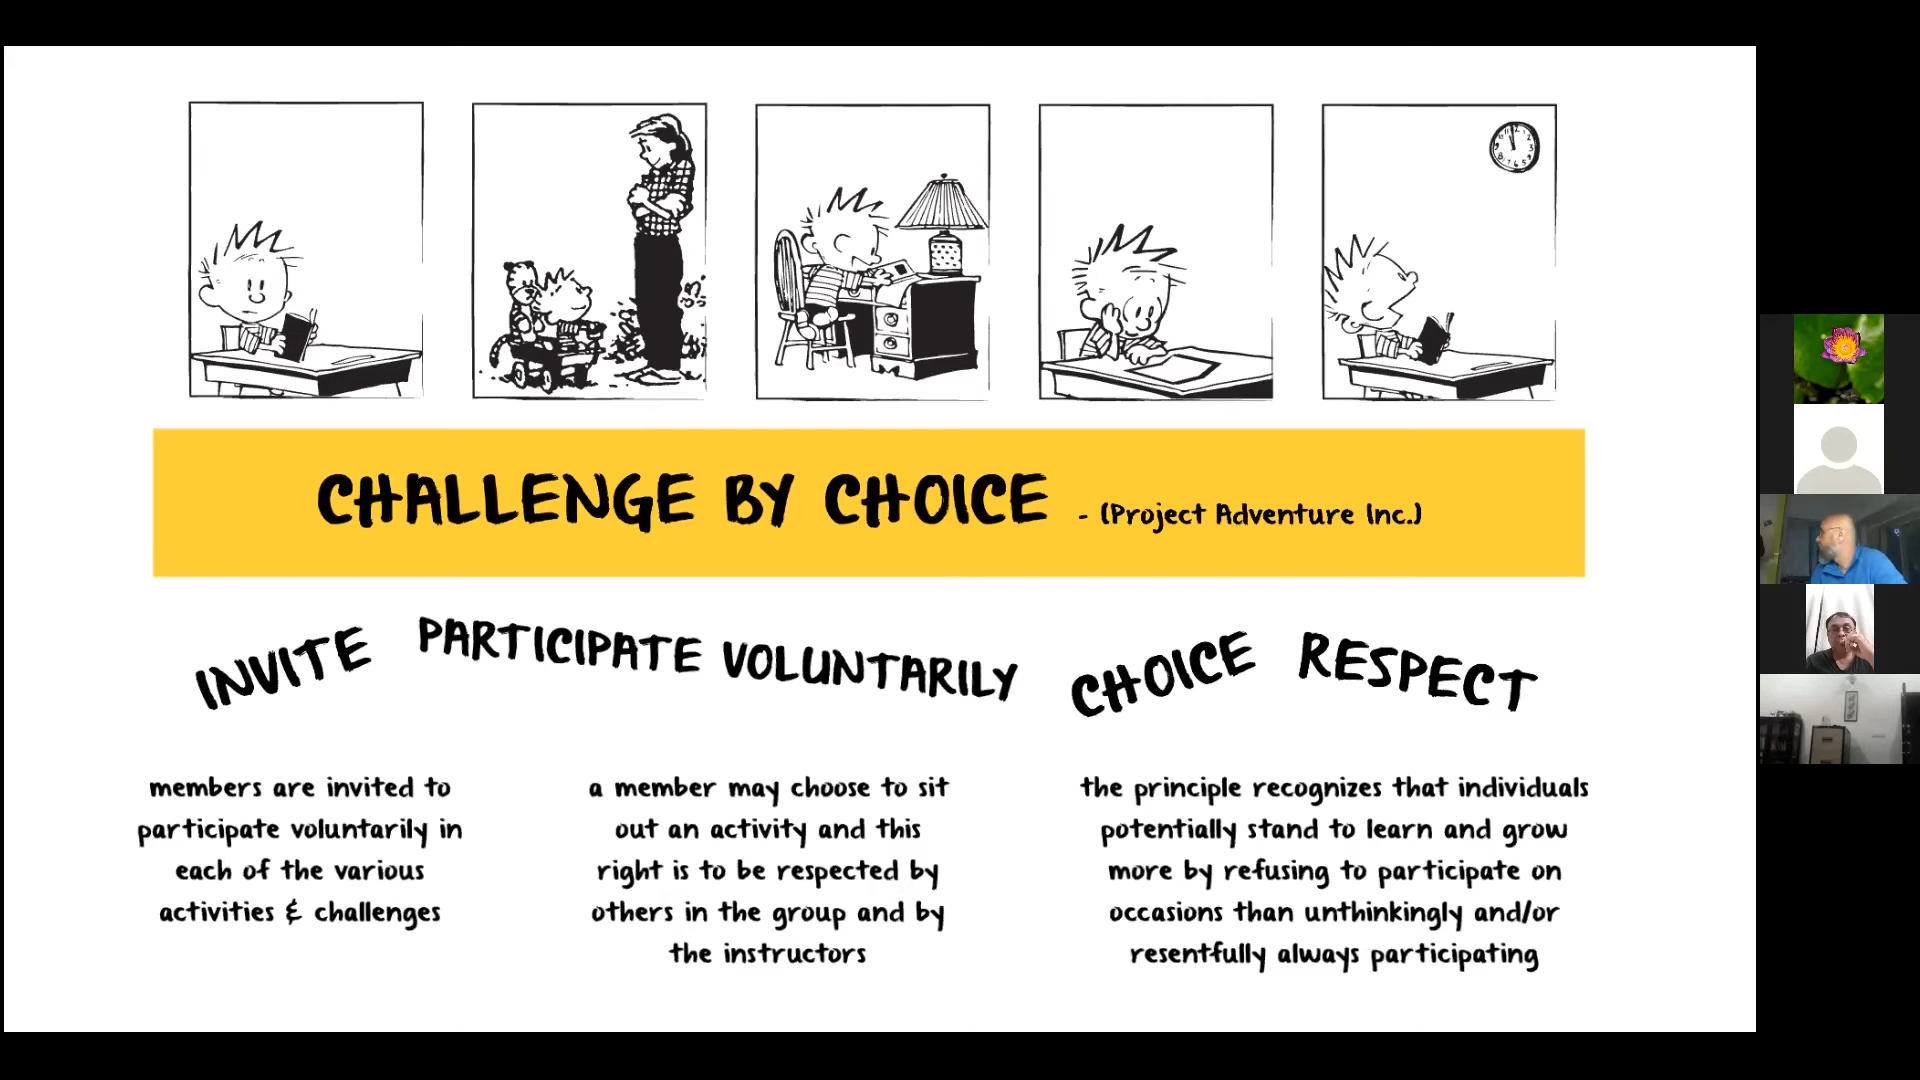 CHALLENGE BY CHOICE - (Project Adventure Inc.)
INVITE PARTICIPATE VOLUNTARILY CHOICE RESPECT
members are invited to
participate voluntarily in
each of the various
activities & challenges
a member may choose to sit
out an activity and this
right is to be respected by
others in the group and by
the instructors
the principle recognizes that individuals
potentially stand to learn and grow
more by refusing to participate on
occasions than unthinkingly and/or
resentfully always participating